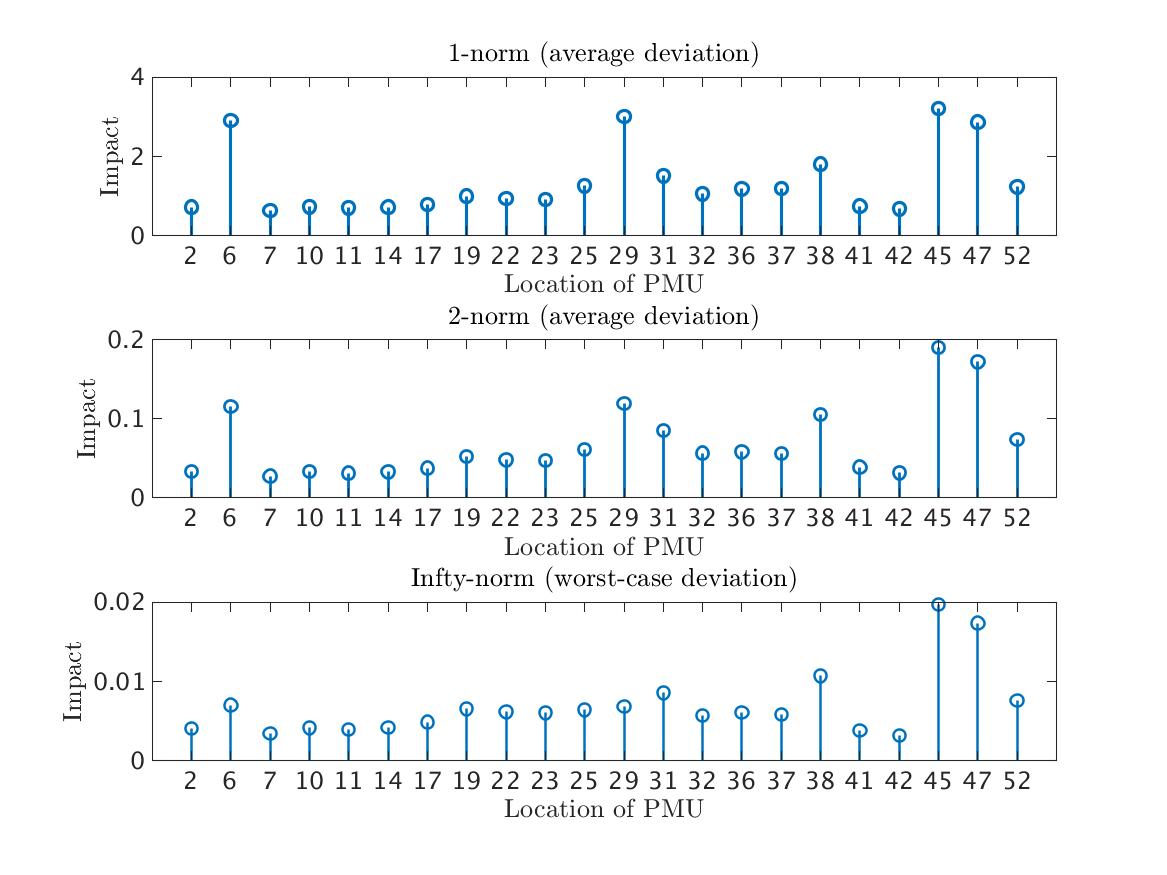 1-norm (average deviation)
4
2
0
Impact
2 6 7 10 11 14 17 19 22 23 25 29 31 32 36 37 38 41 42 45 47 52
Location of PMU
2-norm (average deviation)
0.2
0.1
0
Impact
2 6 7 10 11 14 17 19 22 23 25 29 31 32 36 37 38 41 42 45 47 52
Location of PMU
Infty-norm (worst-case deviation)
0.02
0.01
0
Impact
2 6 7 10 11 14 17 19 22 23 25 29 31 32 36 37 38 41 42 45 47 52
Location of PMU